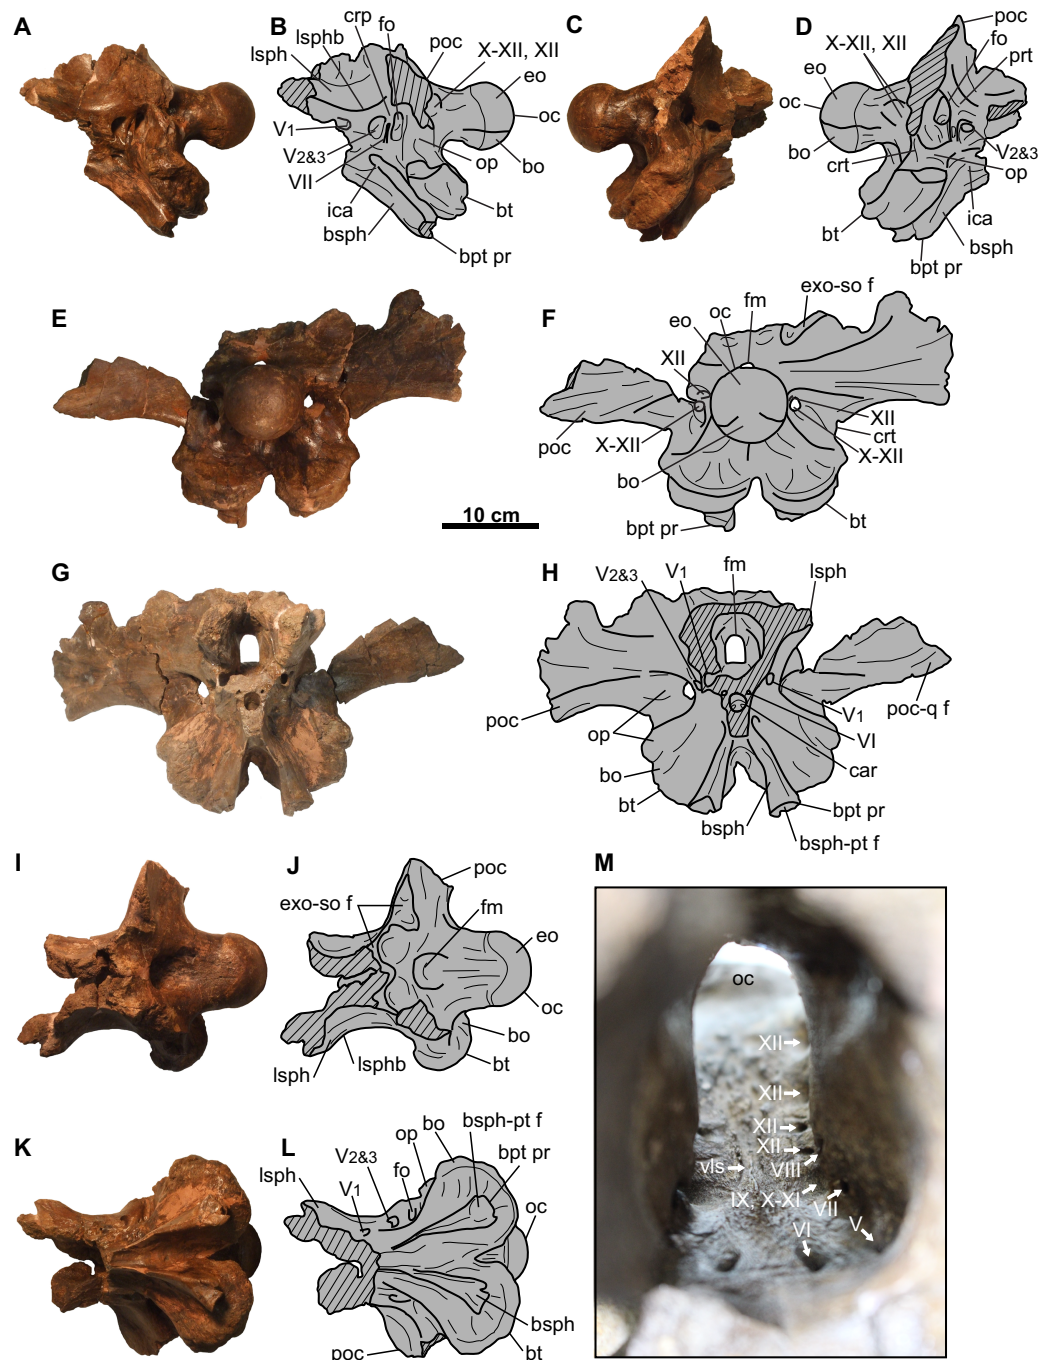 A
B
crp
fo
lsphb
lsph
poc
X-XII, XII
eo
oc
V1
V2&3
VII
op
bo
ica
bsph
bt
bpt pr
C
D
poc
fo
X-XII, XII
prt
eo
oc
bo
crt
V2&3
op
ica
bt
bsph
bpt pr
E
F
exo-so f
fm
oc
eo
XII
XII
crt
poc
X-XII
X-XII
bo
bt
bpt pr
10 cm
G
H
V2&3
V1
fm
lsph
poc
op
bo
bt
bsph
V1
poc-q f
VI
car
bpt pr
bsph-pt f
I
J
poc
exo-so f
fm
eo
oc
bo
bt
lsphb
lsph
K
L
bo
bsph-pt f
op
bpt pr
V2&3
lsph
V1
fo
oc
bsph
bt
poc
M
oc
XII
XII
XII
XII
vls
VIII
IX, X-XI
VII
V
VI